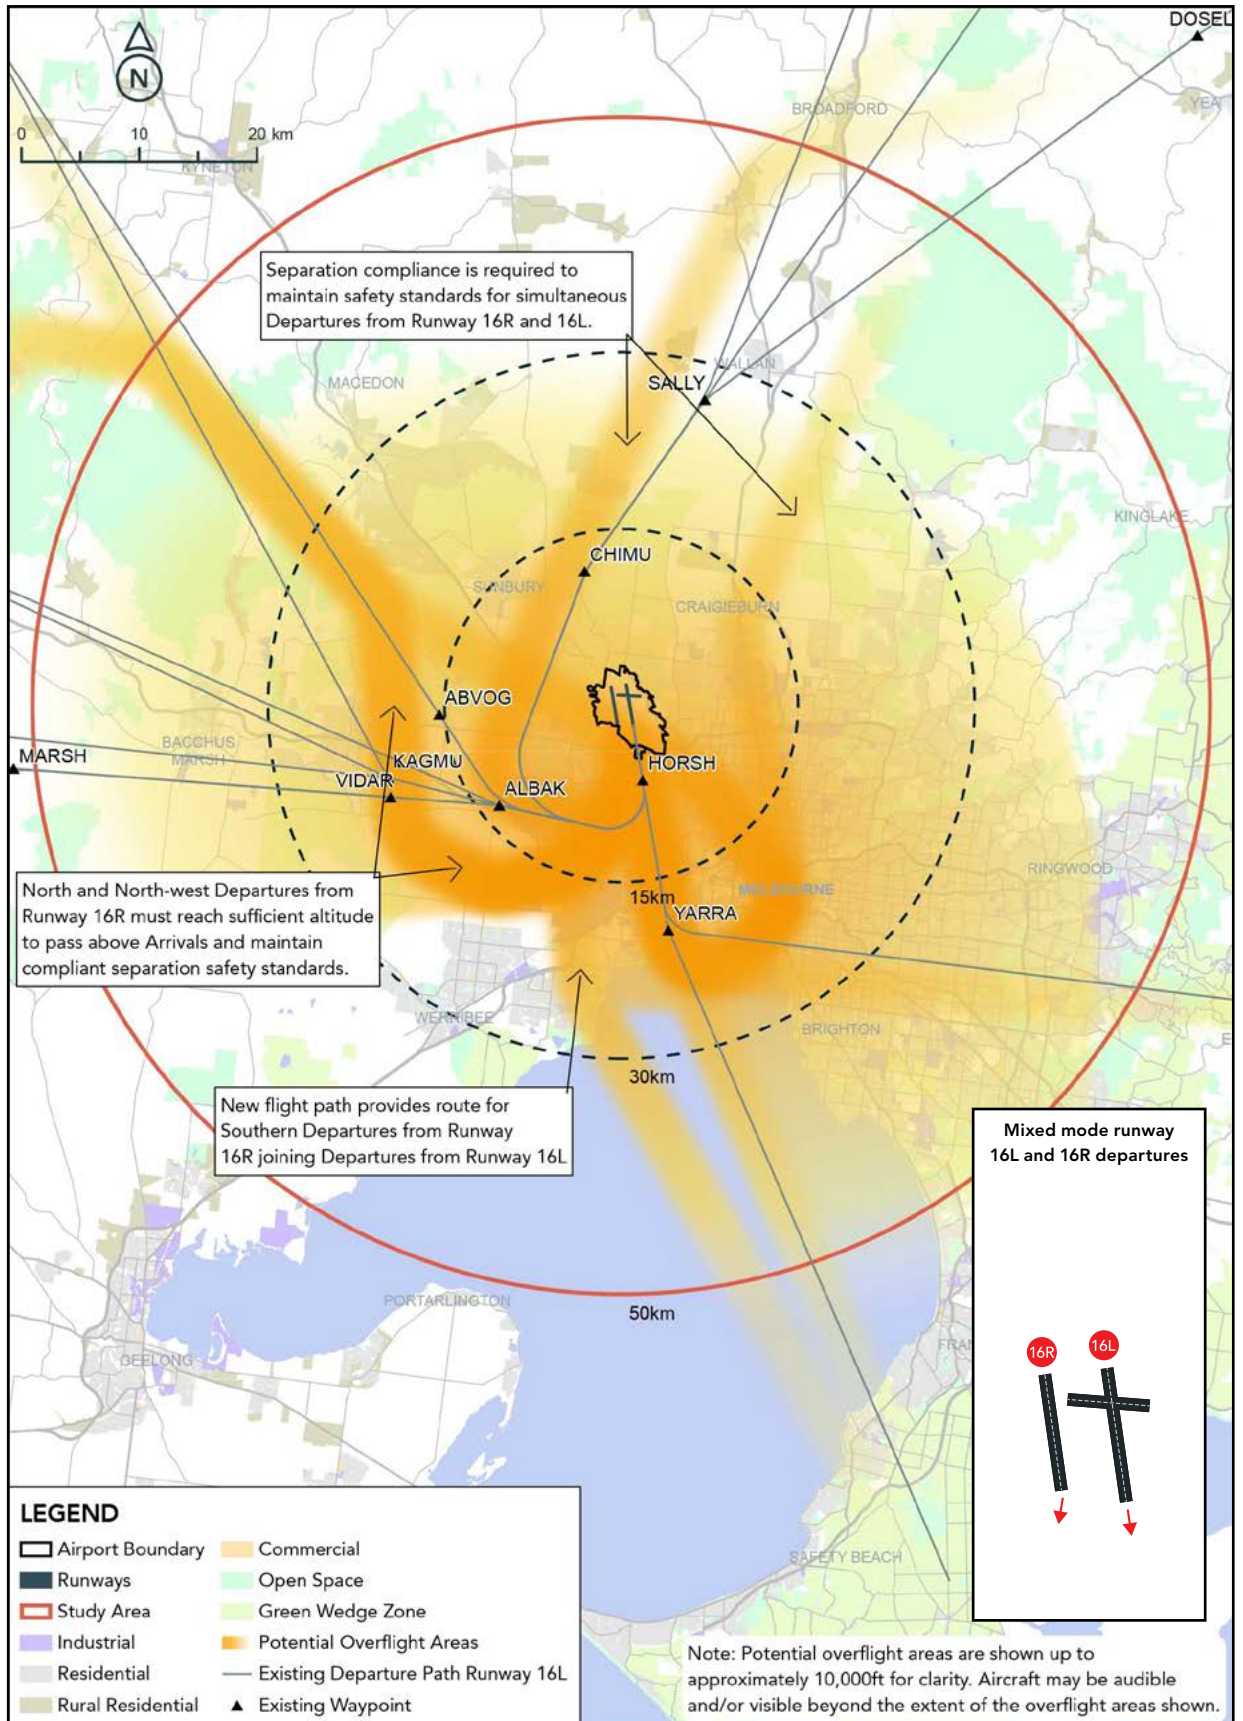 DOSEL
N
0 10 20 km
BROADFORD
YEA
KYNETON
Separation compliance is required to
maintain safety standards for simultaneous
Departures from Runway 16R and 16L.
WALLAN
SALLY
MACEDON
KINGLAKE
CHIMU
SUNBURY
CRAIGIEBURN
ABVOG
BACCHUS
MARSH
MARSH
KAGMU
VIDAR
ALBAK
HORSH
RINGWOOD
MELBOURNE
15km
YARRA
North and North-west Departures from
Runway 16R must reach sufficient altitude
to pass above Arrivals and maintain
compliant separation safety standards.
WERRIBEE
BRIGHTON
30km
New flight path provides route for
Southern Departures from Runway
16R joining Departures from Runway 16L
Mixed mode runway
16L and 16R departures
50km
PORTARLINGTON
GEELONG
FRAN
16R
16L
SAFETY BEACH
LEGEND
Airport Boundary
Runways
Study Area
Industrial
Residential
Rural Residential
Commercial
Open Space
Green Wedge Zone
Potential Overflight Areas
Existing Departure Path Runway 16L
Existing Waypoint
Note: Potential overflight areas are shown up to
approximately 10,000ft for clarity. Aircraft may be audible
and/or visible beyond the extent of the overflight areas shown.